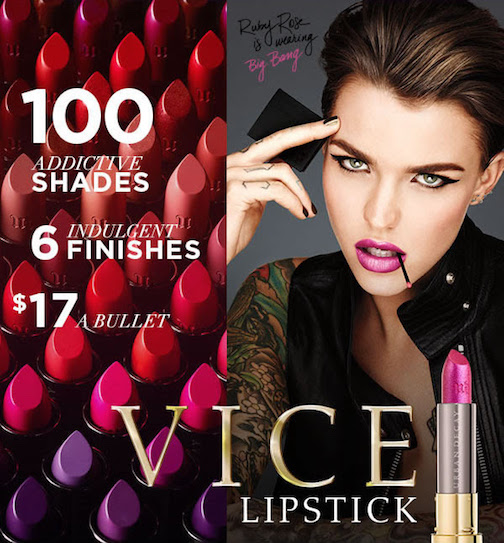 100
ADDICTIVE
SHADES
6 INDULGENT
FINISHES
$17 A BULLET
Ruby Rose
is wearing
Big Bang
VICE
LIPSTICK
URBAN DECAY